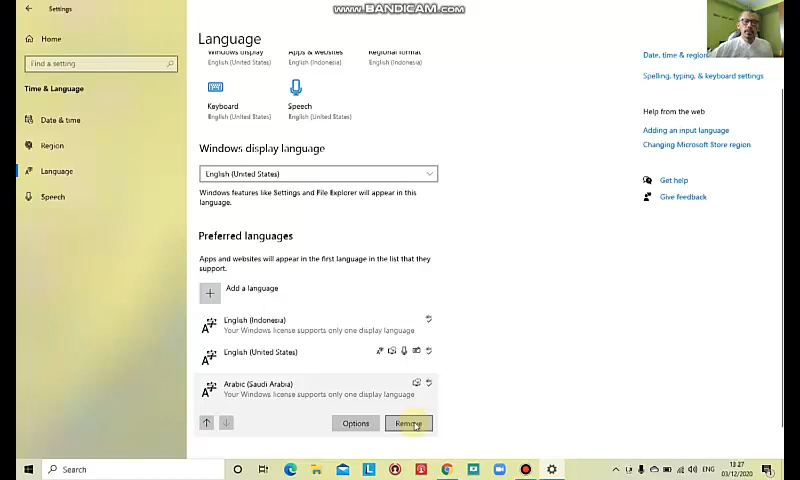 Settings
WWW.BANDICAM.COM
Home
Find a setting
Time & Language
Date & time
Region
Language
Speech
Language
Windows display
Apps & websites
Regional format
English (United States)
English (Indonesia)
English (Indonesia)
Keyboard
Speech
English (United States)
English (United States)
Windows display language
English (United States)
Windows features like Settings and File Explorer will appear in this
language.
Preferred languages
Apps and websites will appear in the first language in the list that they
support.
Add a language
English (Indonesia)
Your Windows license supports only one display language
English (United States)
Arabic (Saudi Arabia)
Your Windows license supports only one display language
Options
Remove
Date, time & region
Spelling, typing, & keyboard settings
Help from the web
Adding an input language
Changing Microsoft Store region
Get help
Give feedback
Search
ENG
13:27
03/12/2020